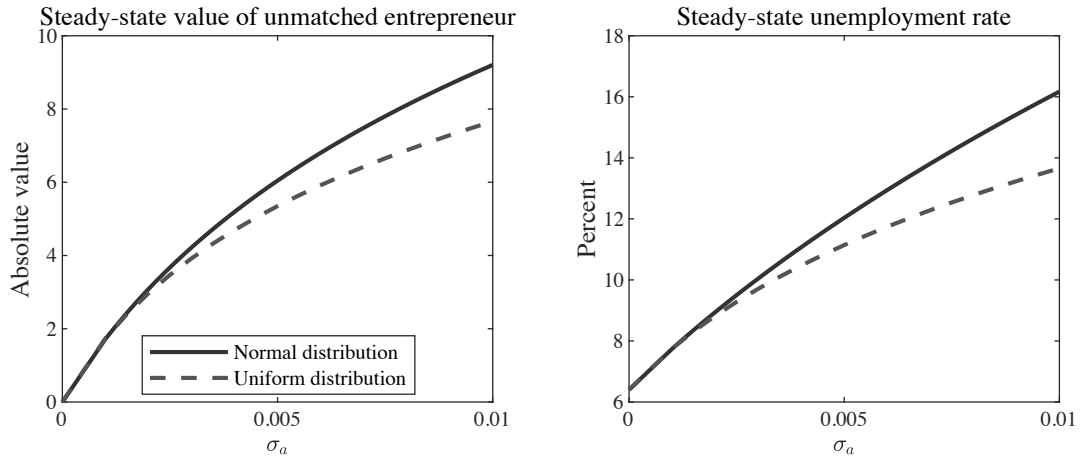 Steady-state value of unmatched entrepreneur
10
8
6
4
2
0
Absolute value
0
0.005
0.01
σₐ
Normal distribution
Uniform distribution
Steady-state unemployment rate
18
16
14
12
10
8
6
Percent
0
0.005
0.01
σₐ